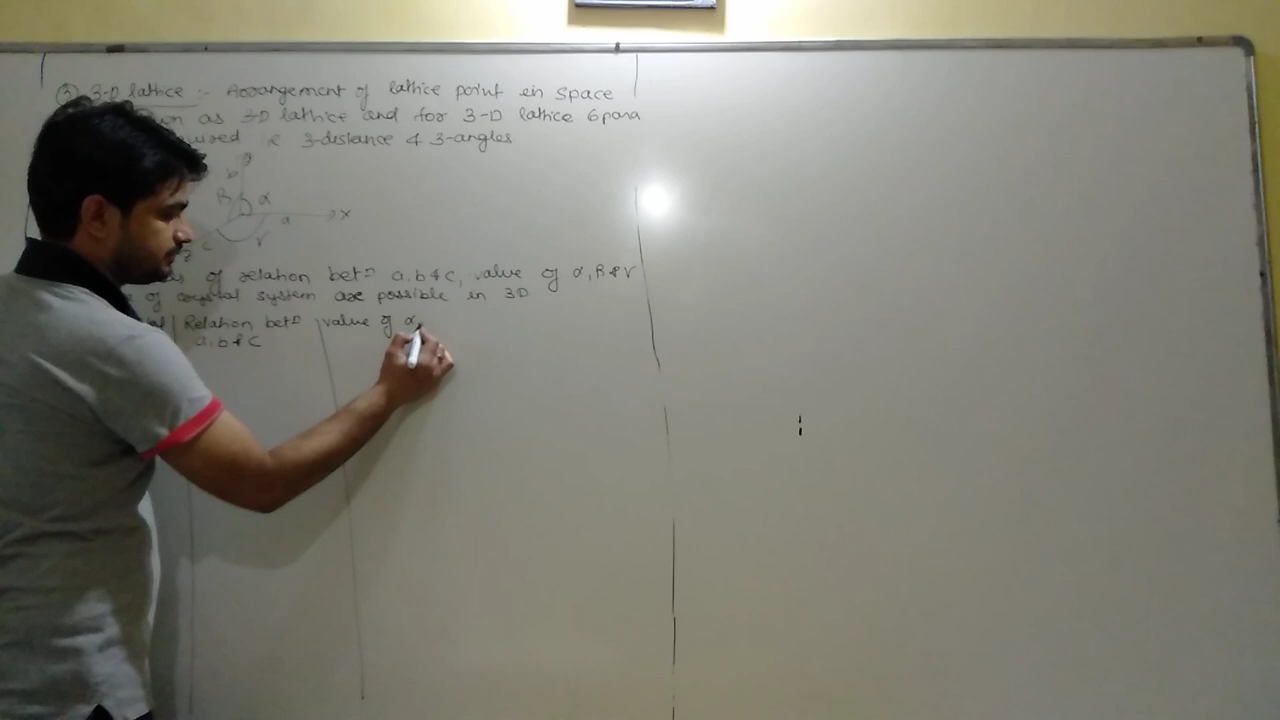 ③ 3-D lattice :- Arrangement of lattice point in space
as 3D lattice and for 3-D lattice 6 para
3-distance & 3-angles
y
b
β α
a x
c γ
z
of relation betⁿ a, b & c, value of α, β & γ
of crystal system are possible in 3D
Relation betⁿ value of α,
a, b & c